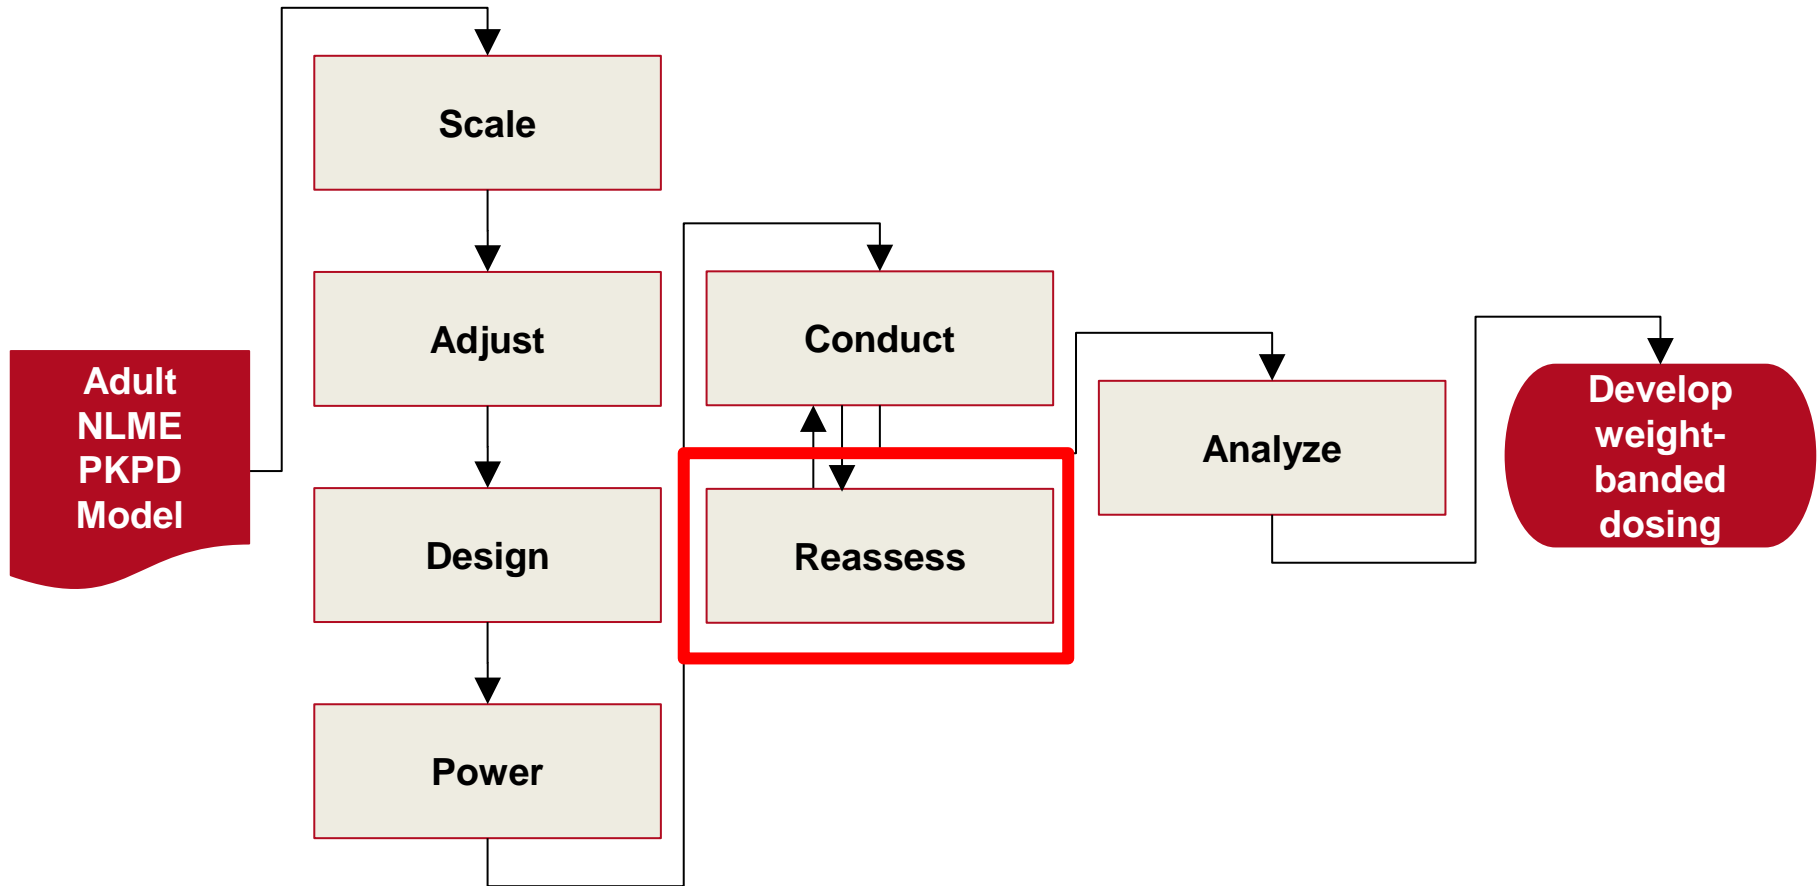 Adult
NLME
PKPD
Model
Scale
Adjust
Design
Power
Conduct
Reassess
Analyze
Develop
weight-
banded
dosing